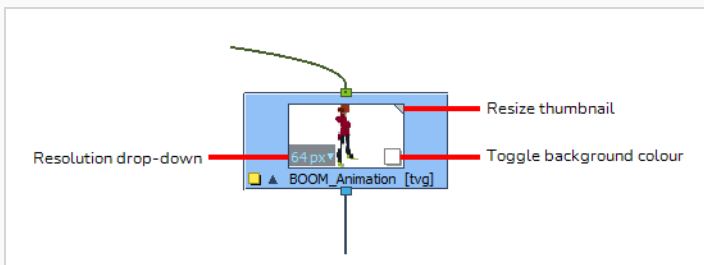 Resize thumbnail
Resolution drop-down
64 px
Toggle background colour
BOOM_Animation [tvg]